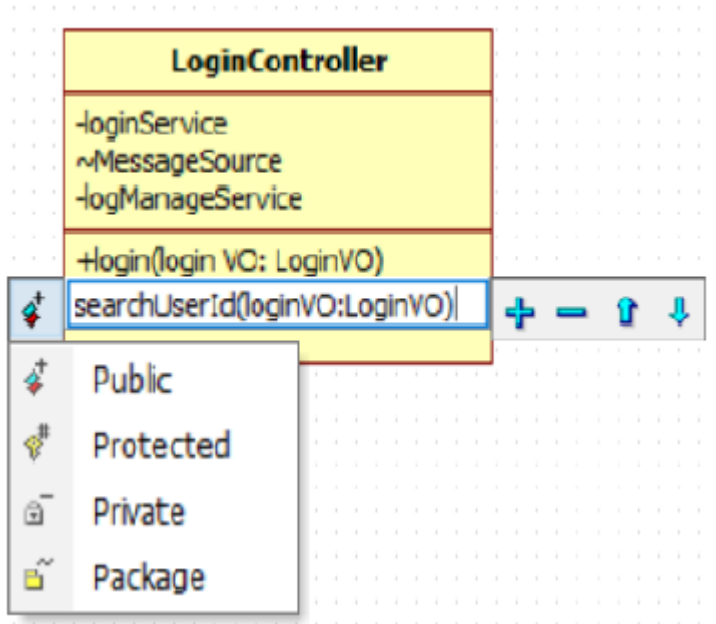 LoginController
-loginService
~MessageSource
-logManageService
+login(login VO: LoginVO)
searchUserId(loginVO:LoginVO)
Public
Protected
Private
Package